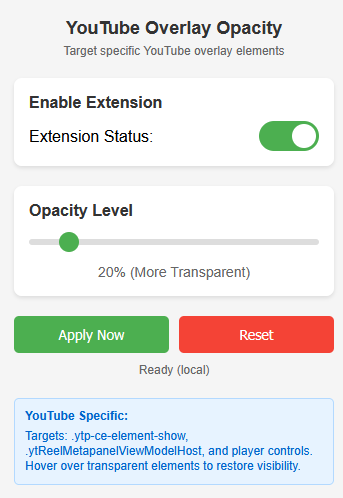 YouTube Overlay Opacity
Target specific YouTube overlay elements
Enable Extension
Extension Status:
Opacity Level
20% (More Transparent)
Apply Now
Reset
Ready (local)
YouTube Specific:
Targets: .ytp-ce-element-show,
.ytReelMetapanelViewModelHost, and player controls.
Hover over transparent elements to restore visibility.